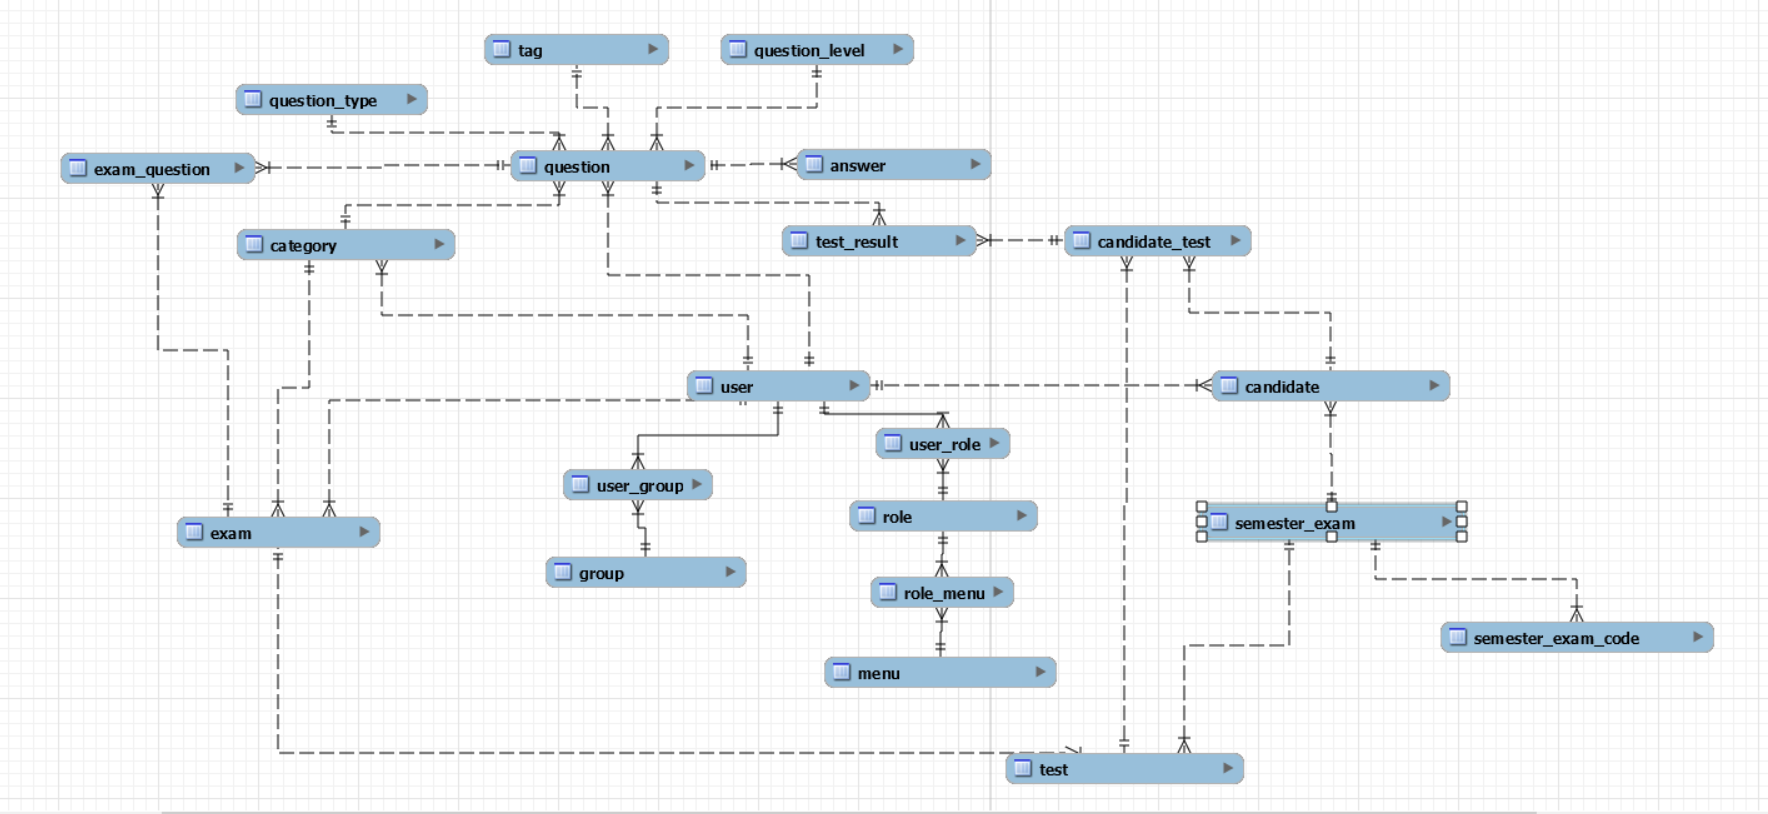 tag
question_level
question_type
exam_question
question
answer
category
test_result
candidate_test
user
candidate
user_role
user_group
role
semester_exam
exam
group
role_menu
semester_exam_code
menu
test